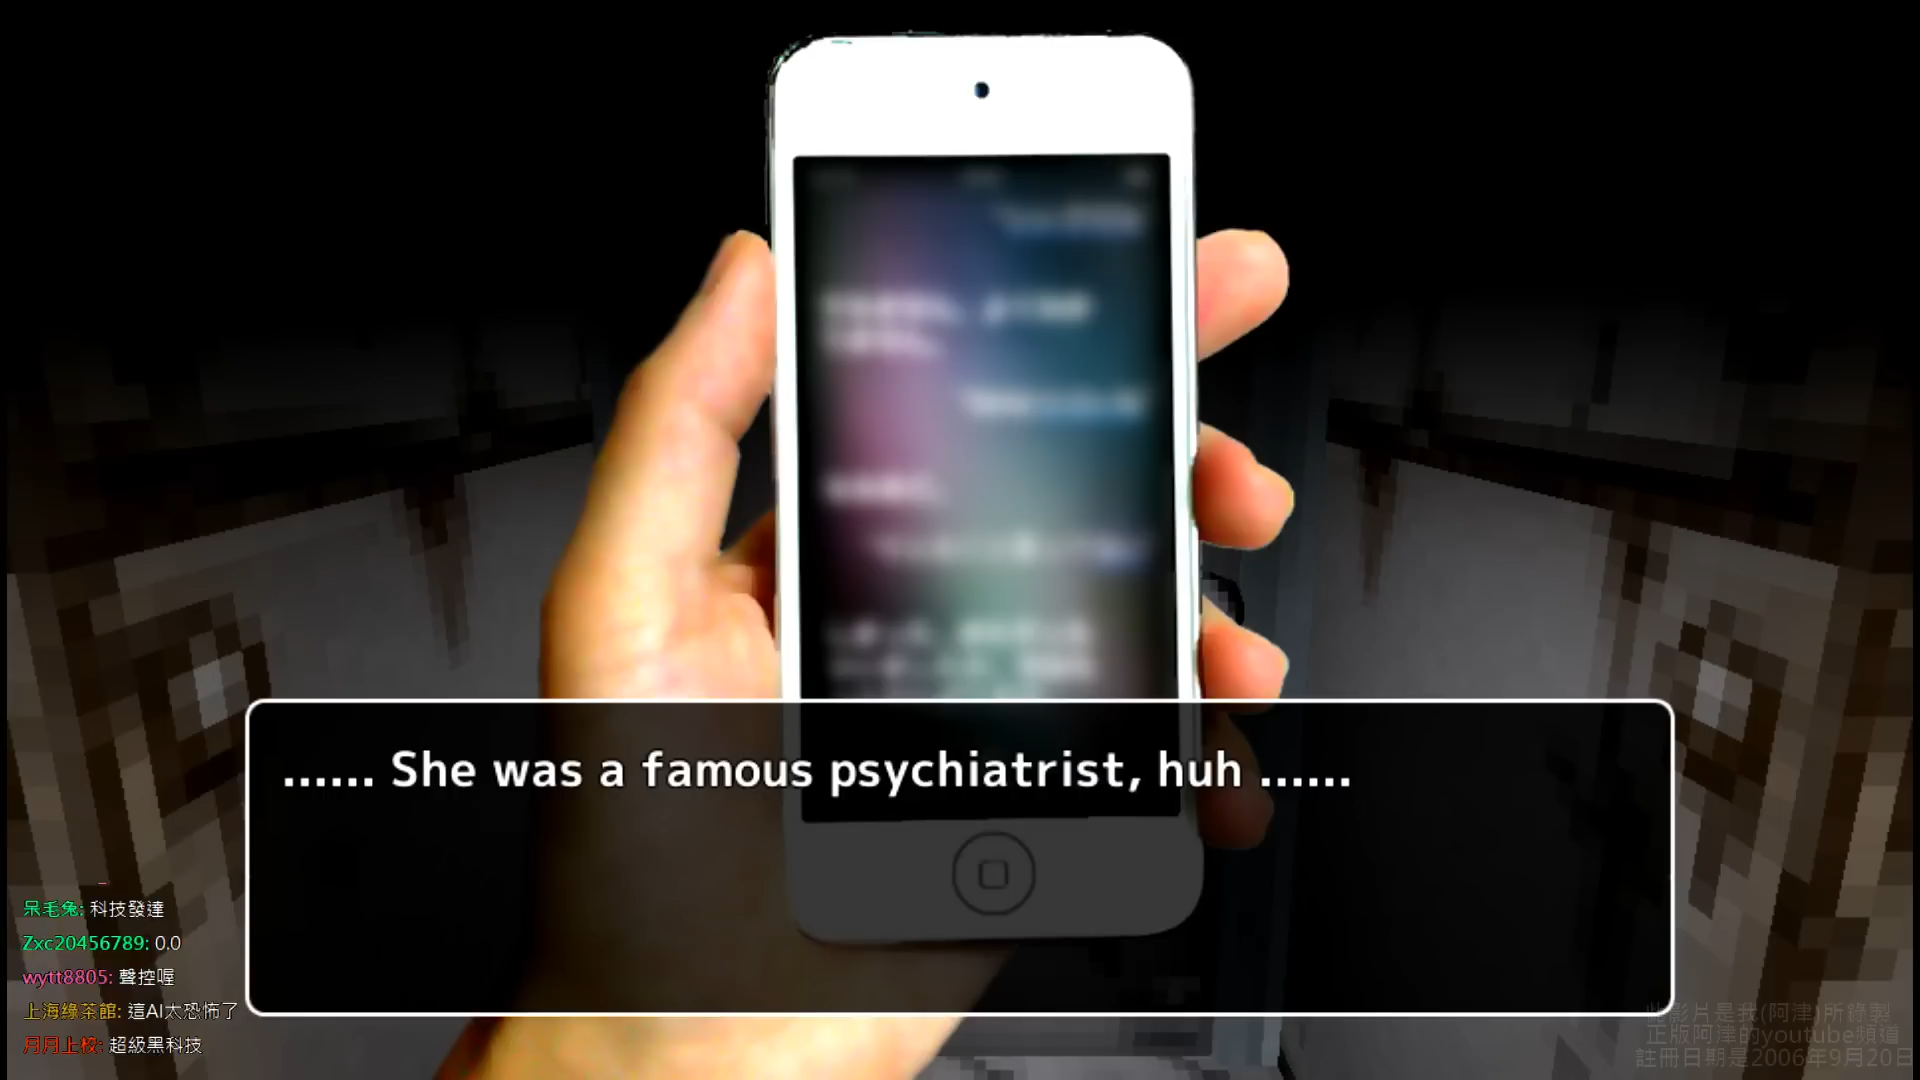 ...... She was a famous psychiatrist, huh ......
呆毛兔: 科技發達
Zxc20456789: 0.0
wytt8805: 聲控喔
上海綠茶館: 這AI太恐怖了
月月上校: 超級黑科技
此影片是我(阿津)所錄製
正版阿津的youtube頻道
註冊日期是2006年9月20日